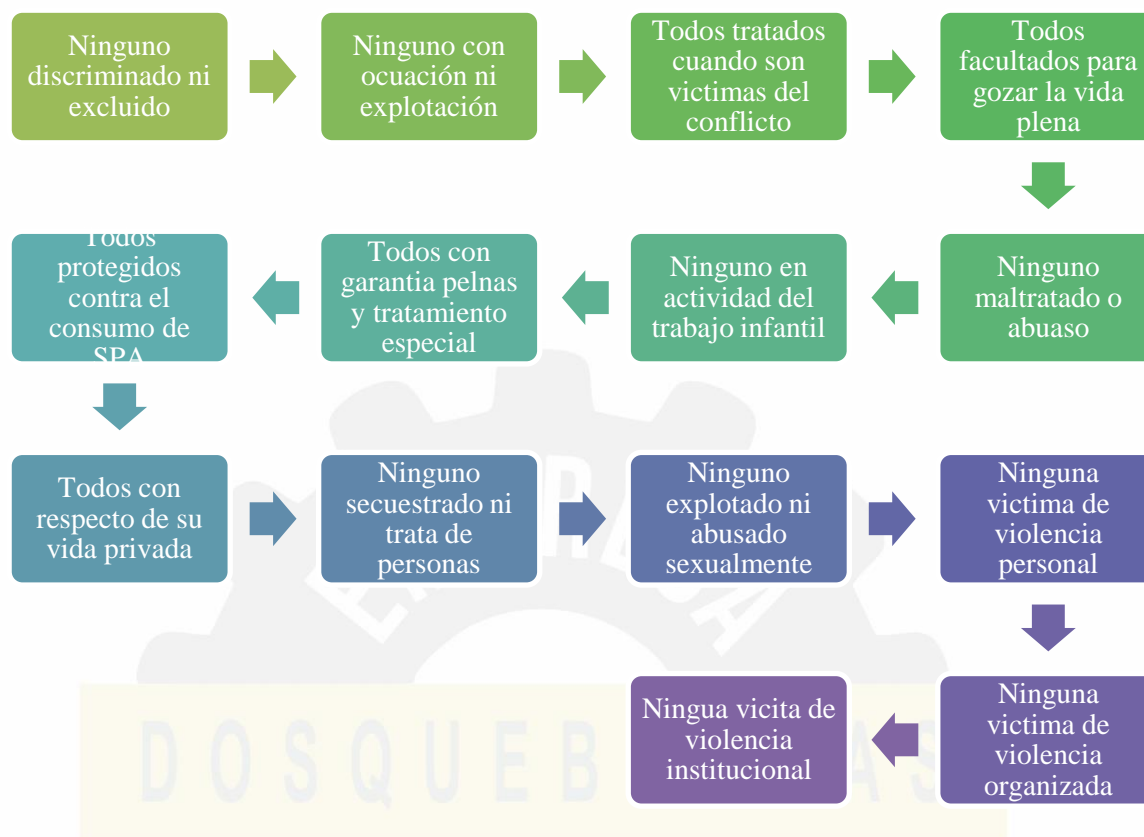 Ninguno
discriminado ni
excluido
Ninguno con
ocuación ni
explotación
Todos tratados
cuando son
victimas del
conflicto
Todos
facultados para
gozar la vida
plena
Ninguno
maltratado o
abuaso
Ninguno en
actividad del
trabajo infantil
Todos con
garantia pelnas
y tratamiento
especial
Todos
protegidos
contra el
consumo de
SPA
Todos con
respecto de su
vida privada
Ninguno
secuestrado ni
trata de
personas
Ninguno
explotado ni
abusado
sexualmente
Ninguna
victima de
violencia
personal
Ninguna
victima de
violencia
organizada
Ningua vicita de
violencia
institucional